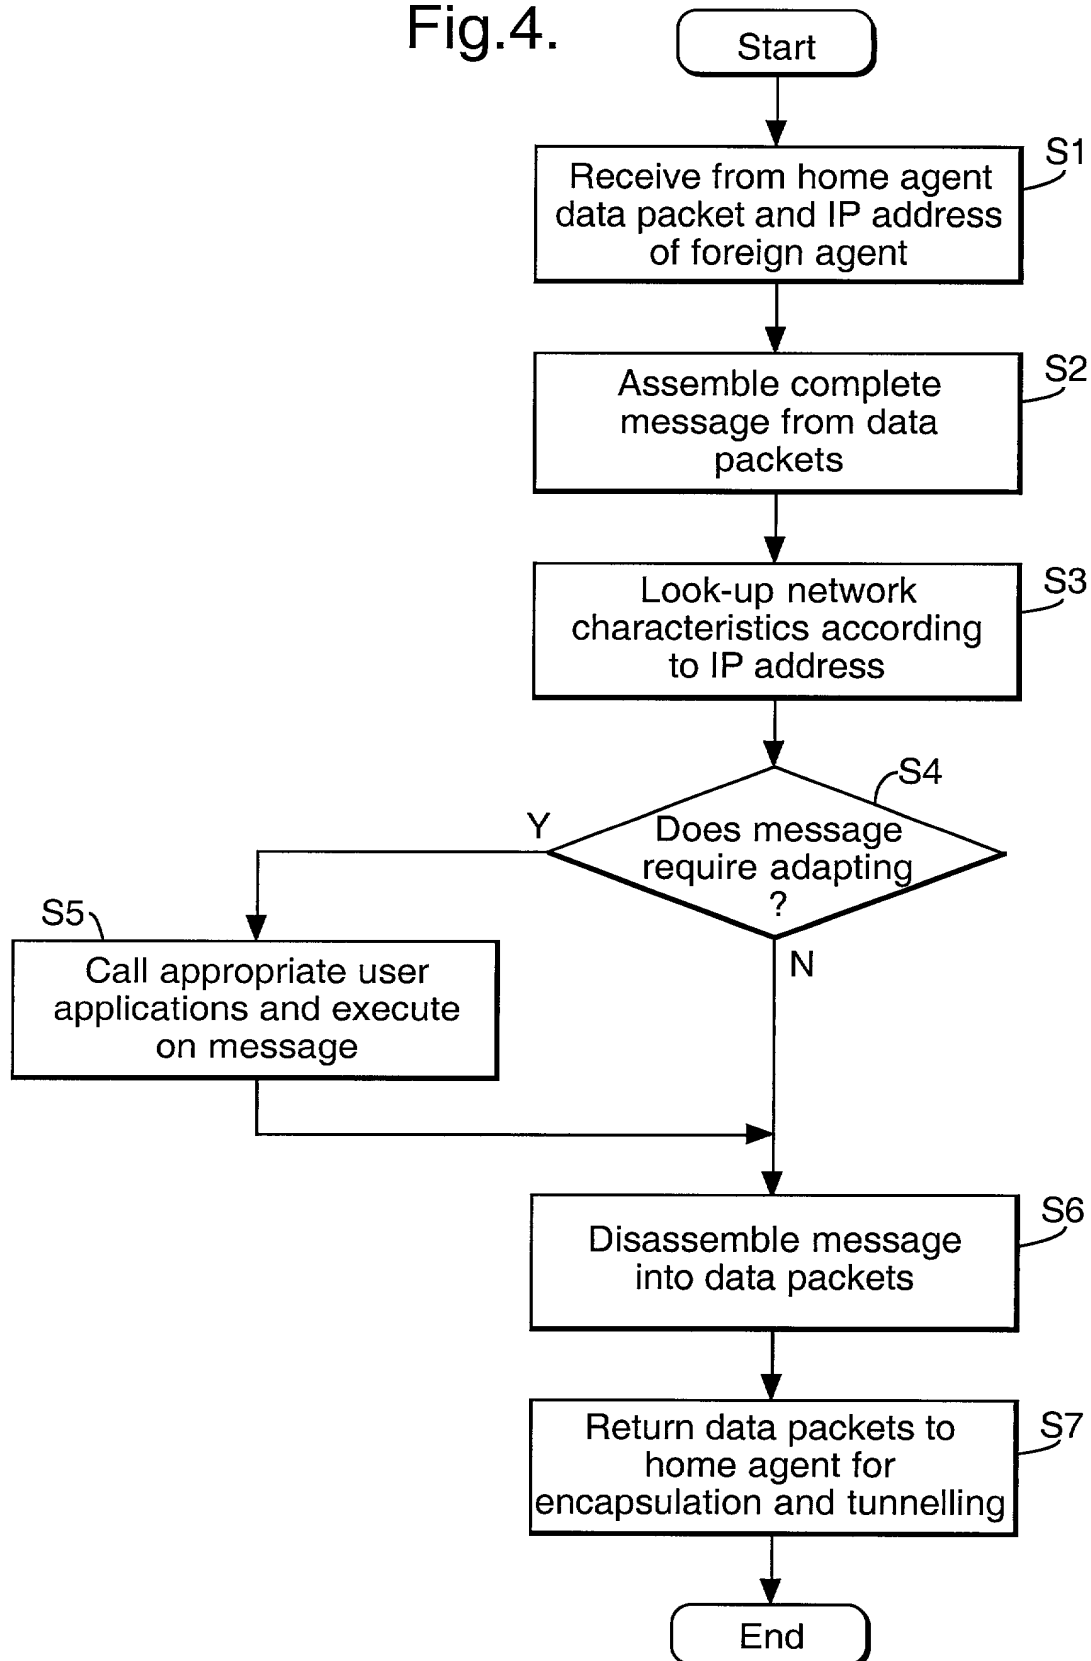 Fig.4.
Start
S1
Receive from home agent
data packet and IP address
of foreign agent
S2
Assemble complete
message from data
packets
S3
Look-up network
characteristics according
to IP address
S4
Does message
require adapting
?
Y
N
S5
Call appropriate user
applications and execute
on message
S6
Disassemble message
into data packets
S7
Return data packets to
home agent for
encapsulation and tunnelling
End